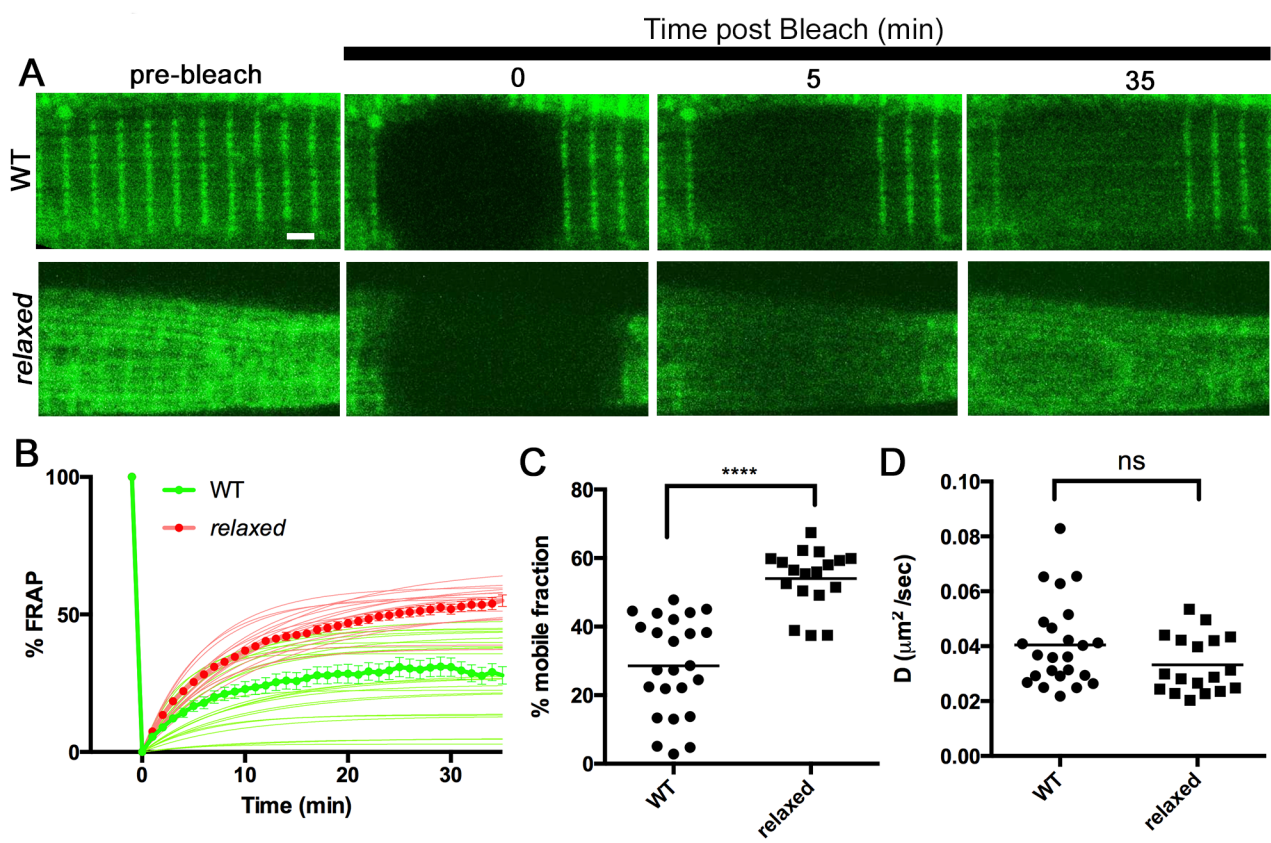 Time post Bleach (min)
A
pre-bleach 0 5 35
WT
relaxed
B
100
50
0
% FRAP
WT
relaxed
0 10 20 30
Time (min)
C
****
80
60
40
20
0
% mobile fraction
WT relaxed
D
ns
0.10
0.08
0.06
0.04
0.02
0.00
D (μm² /sec)
WT relaxed